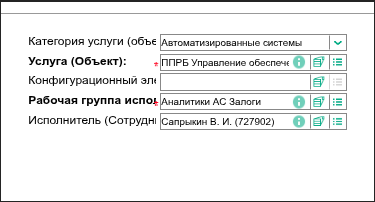 Категория услуги (объе Автоматизированные системы
Услуга (Объект): * ППРБ Управление обеспече
Конфигурационный эле
Рабочая группа испол * Аналитики АС Залоги
Исполнитель (Сотрудн Сапрыкин В. И. (727902)